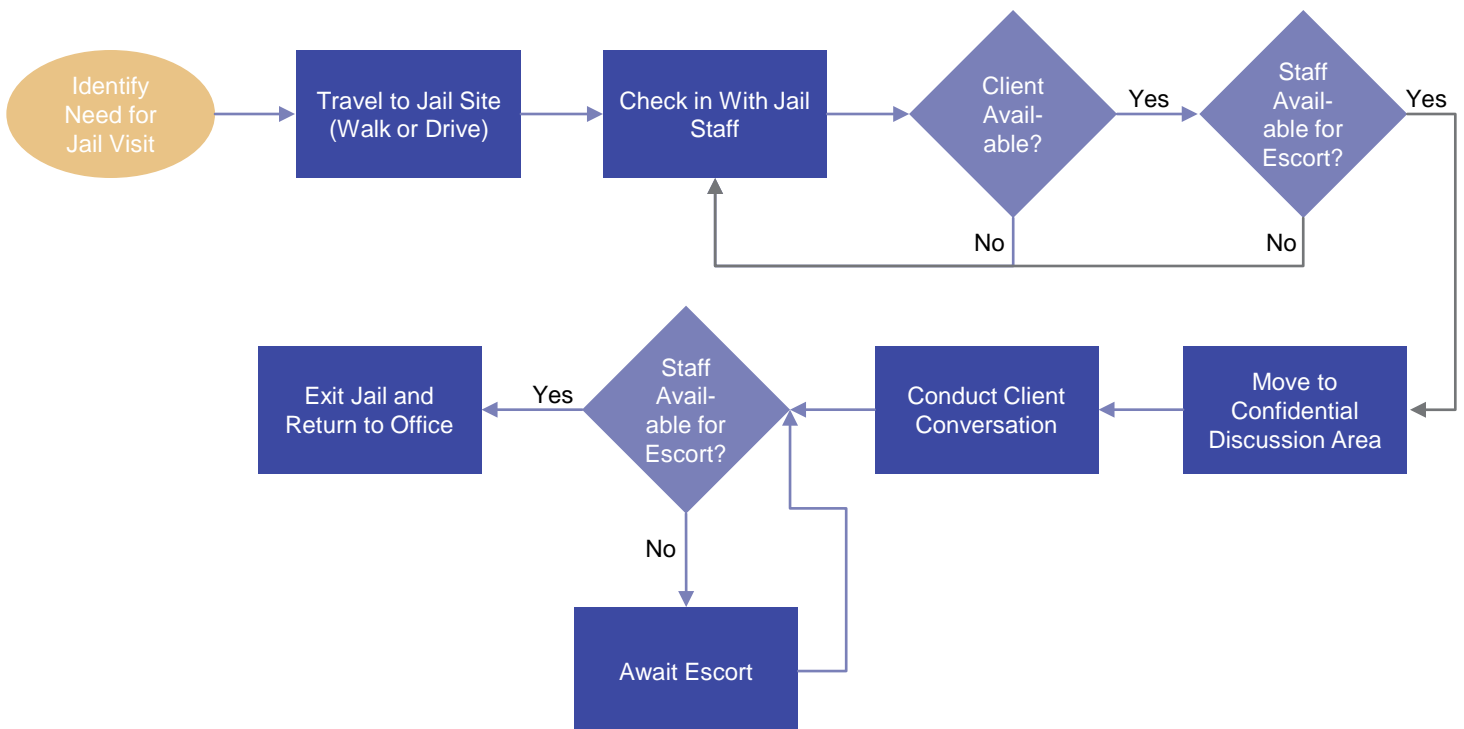 Identify
Need for
Jail Visit
Travel to Jail Site
(Walk or Drive)
Check in With Jail
Staff
Client
Avail-
able?
Yes
No
Staff
Avail-
able for
Escort?
Yes
No
Move to
Confidential
Discussion Area
Conduct Client
Conversation
Staff
Avail-
able for
Escort?
Yes
No
Exit Jail and
Return to Office
Await Escort